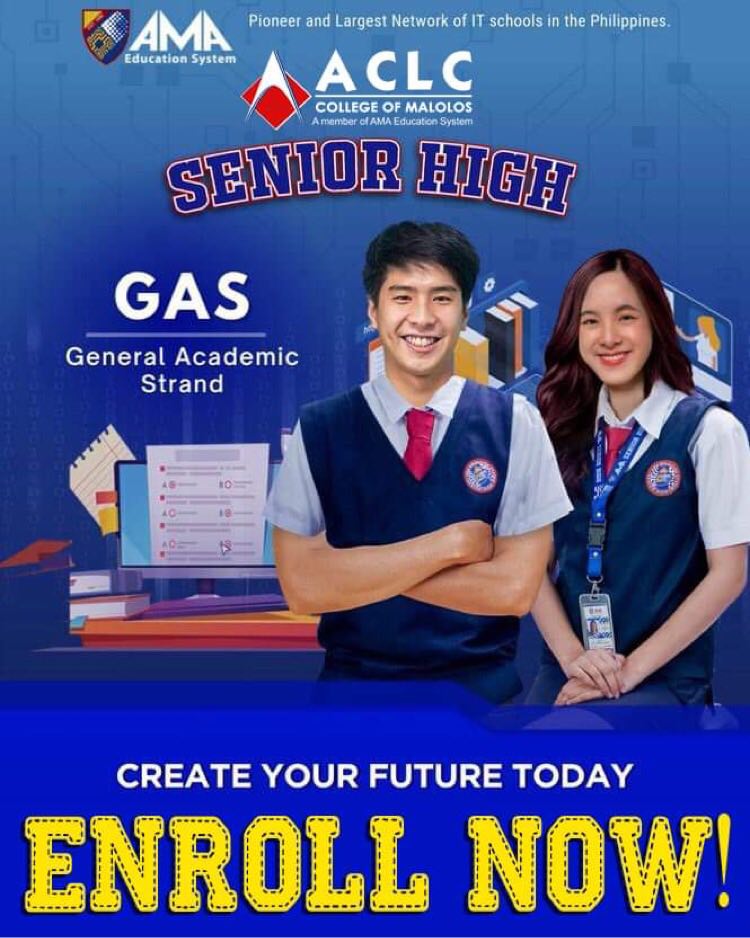 AMA
Education System
Pioneer and Largest Network of IT schools in the Philippines.
ACLC
COLLEGE OF MALOLOS
A member of AMA Education System
SENIOR HIGH
GAS
General Academic
Strand
A
B
A
A
CREATE YOUR FUTURE TODAY
ENROLL NOW!